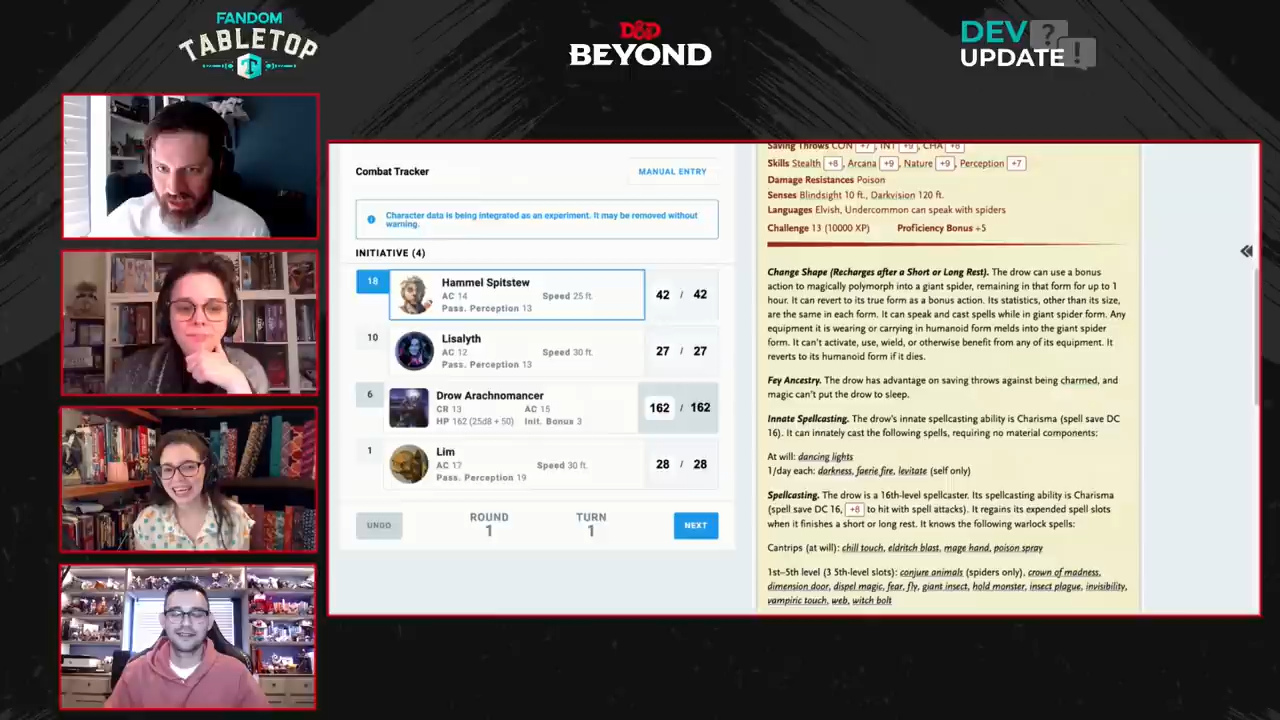 FANDOM
TABLETOP
D&D
BEYOND
DEV ?
UPDATE !
Combat Tracker
MANUAL ENTRY
Character data is being integrated as an experiment. It may be removed without
warning.
INITIATIVE (4)
18
Hammel Spitstew
AC 14 Speed 25 ft.
Pass. Perception 13
42 / 42
10
Lisalyth
AC 12 Speed 30 ft.
Pass. Perception 13
27 / 27
6
Drow Arachnomancer
CR 13 AC 15
HP 162 (25d8 + 50) Init. Bonus 3
162 / 162
1
Lim
AC 17 Speed 30 ft.
Pass. Perception 19
28 / 28
UNDO
ROUND
1
TURN
1
NEXT
Saving Throws CON +7, INT +9, CHA +8
Skills Stealth +8, Arcana +9, Nature +9, Perception +7
Damage Resistances Poison
Senses Blindsight 10 ft., Darkvision 120 ft.
Languages Elvish, Undercommon can speak with spiders
Challenge 13 (10000 XP) Proficiency Bonus +5
Change Shape (Recharges after a Short or Long Rest). The drow can use a bonus
action to magically polymorph into a giant spider, remaining in that form for up to 1
hour. It can revert to its true form as a bonus action. Its statistics, other than its size,
are the same in each form. It can speak and cast spells while in giant spider form. Any
equipment it is wearing or carrying in humanoid form melds into the giant spider
form. It can't activate, use, wield, or otherwise benefit from any of its equipment. It
reverts to its humanoid form if it dies.
Fey Ancestry. The drow has advantage on saving throws against being charmed, and
magic can't put the drow to sleep.
Innate Spellcasting. The drow's innate spellcasting ability is Charisma (spell save DC
16). It can innately cast the following spells, requiring no material components:
At will: dancing lights
1/day each: darkness, faerie fire, levitate (self only)
Spellcasting. The drow is a 16th-level spellcaster. Its spellcasting ability is Charisma
(spell save DC 16, +8 to hit with spell attacks). It regains its expended spell slots
when it finishes a short or long rest. It knows the following warlock spells:
Cantrips (at will): chill touch, eldritch blast, mage hand, poison spray
1st–5th level (3 5th-level slots): conjure animals (spiders only), crown of madness,
dimension door, dispel magic, fear, fly, giant insect, hold monster, insect plague, invisibility,
vampiric touch, web, witch bolt